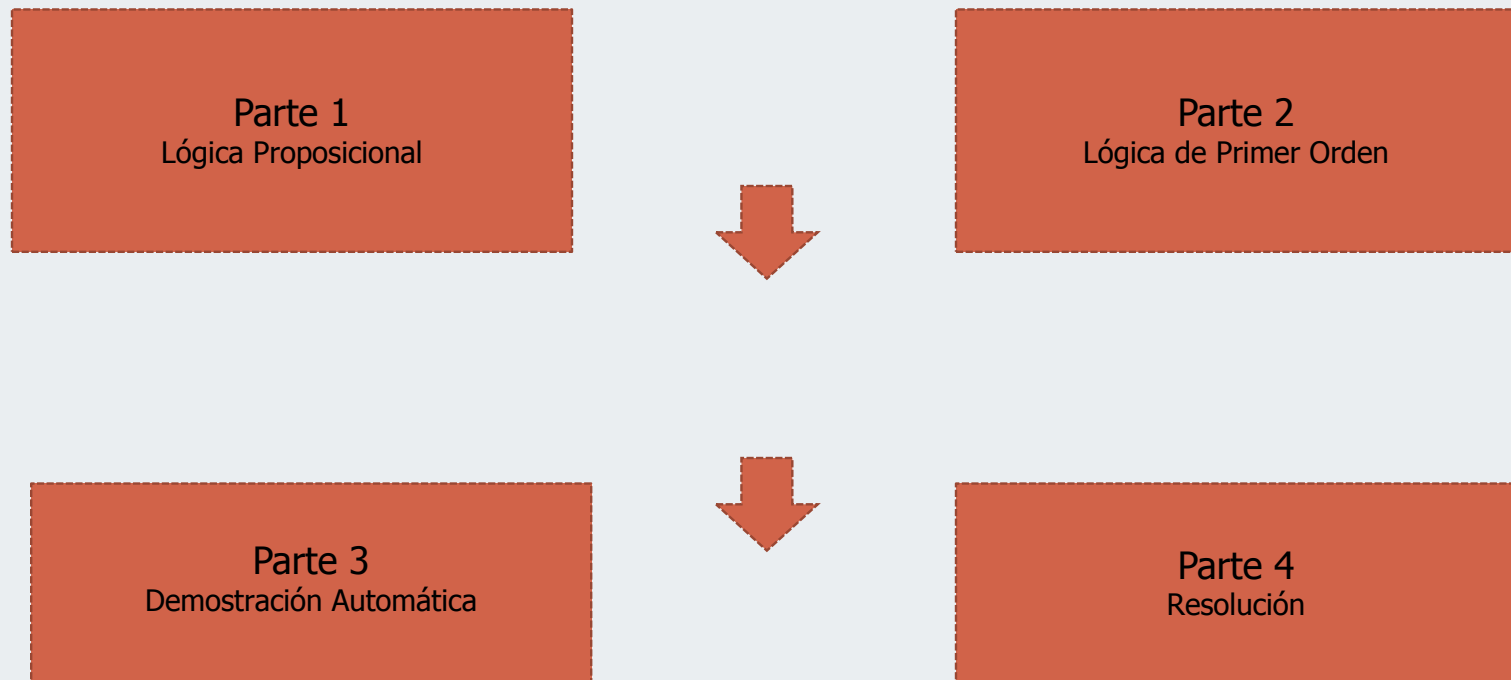 Parte 1
Lógica Proposicional
Parte 2
Lógica de Primer Orden
Parte 3
Demostración Automática
Parte 4
Resolución